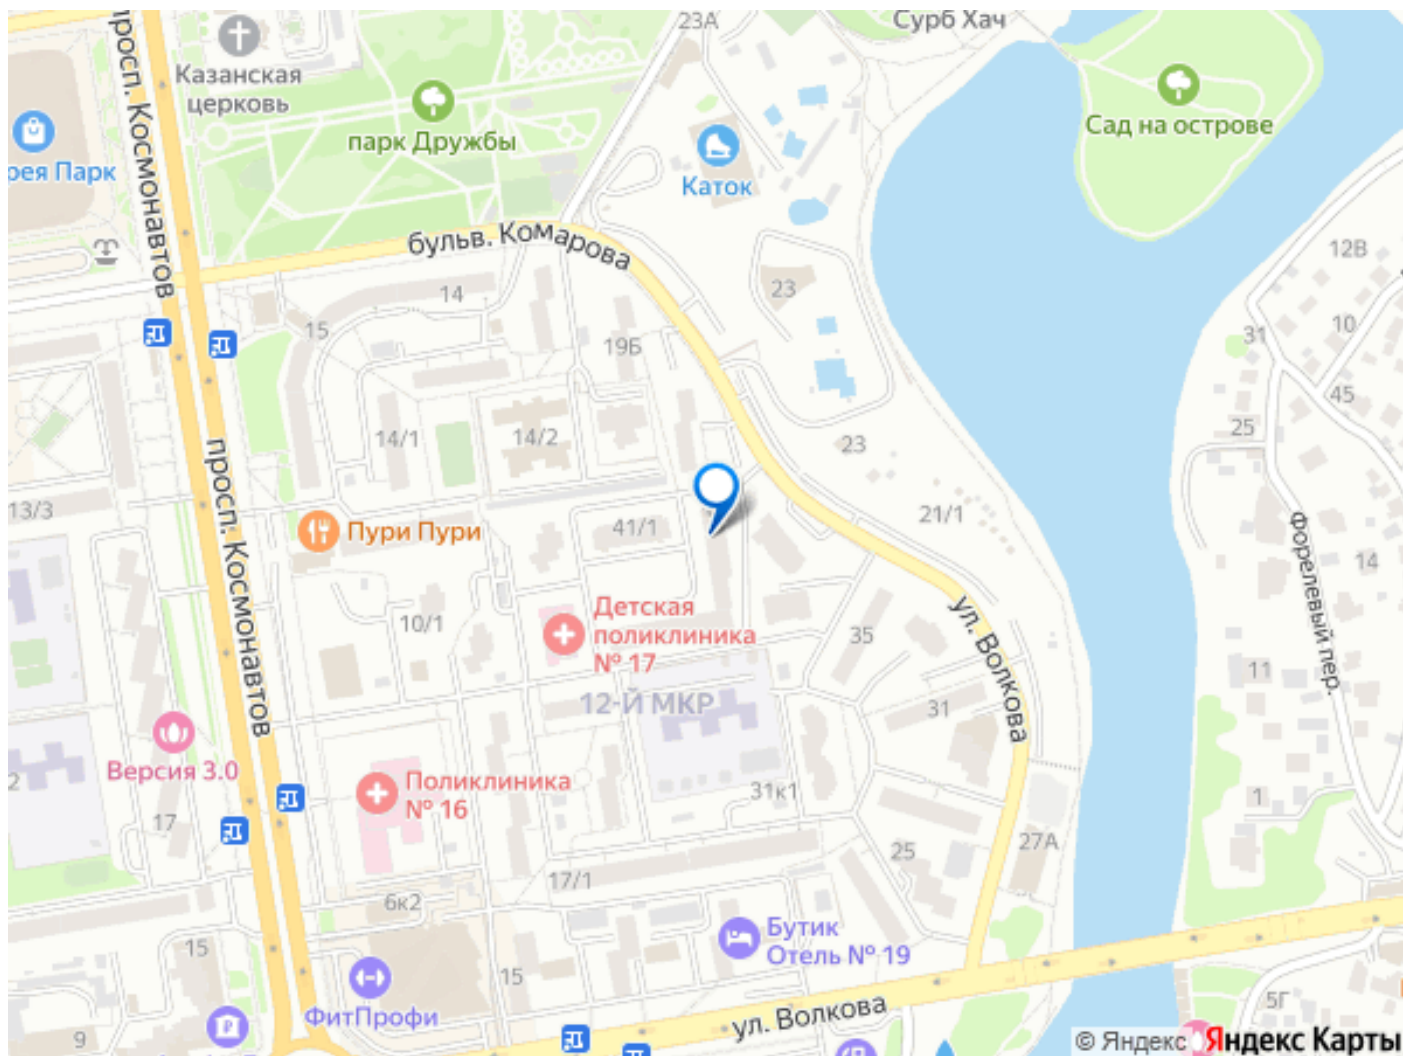 23А
Сурб Хач
просп. Космонавтов
Казанская
церковь
парк Дружбы
Каток
Сад на острове
рея Парк
бульв. Комарова
12В
23
14
15
19Б
31
10
45
14/1
14/2
25
23
13/3
Пури Пури
41/1
21/1
просп. Космонавтов
Форелевый пер.
14
Детская
поликлиника
№ 17
10/1
35
ул. Волкова
11
12-Й МКР
31
Версия 3.0
2
Поликлиника
№ 16
31к1
1
17
27А
25
17/1
6к2
Бутик
Отель № 19
15
15
ФитПрофи
ул. Волкова
5Г
9
© Яндекс
Яндекс Карты